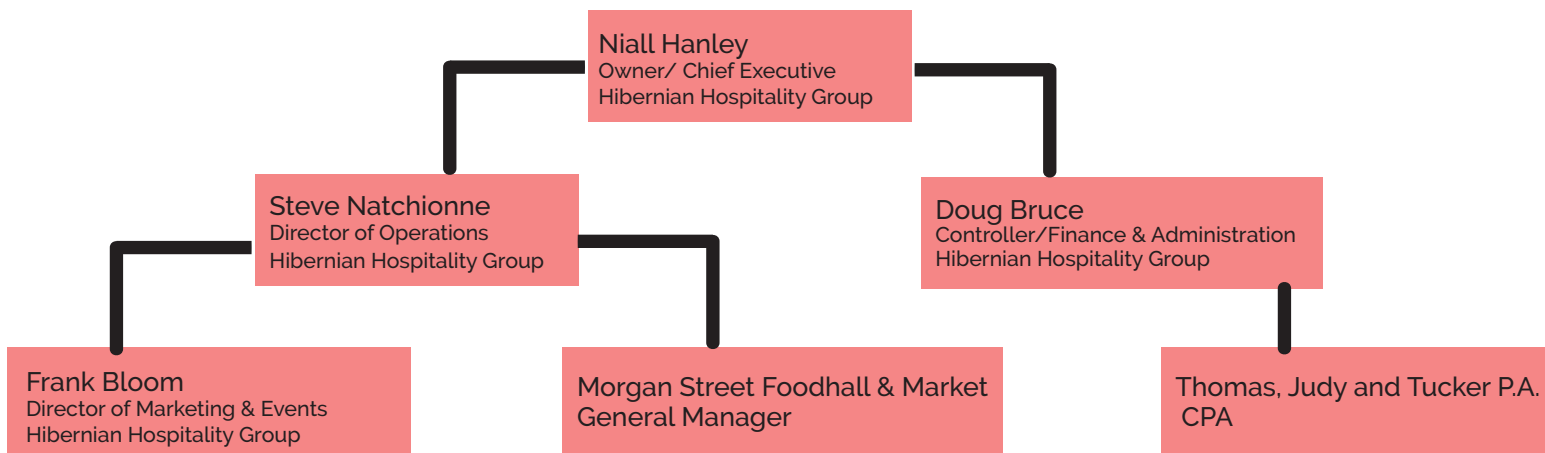 Niall Hanley
Owner/ Chief Executive
Hibernian Hospitality Group
Steve Natchionne
Director of Operations
Hibernian Hospitality Group
Doug Bruce
Controller/Finance & Administration
Hibernian Hospitality Group
Frank Bloom
Director of Marketing & Events
Hibernian Hospitality Group
Morgan Street Foodhall & Market
General Manager
Thomas, Judy and Tucker P.A.
CPA